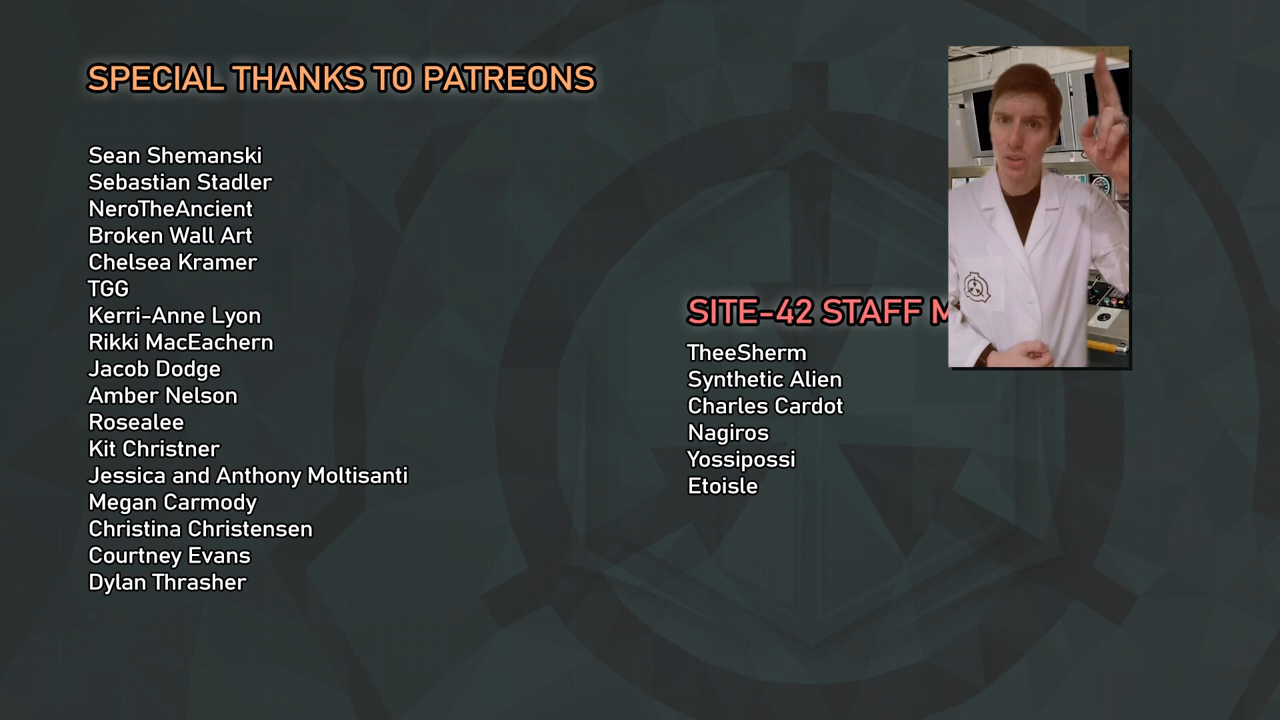 SPECIAL THANKS TO PATREONS
Sean Shemanski
Sebastian Stadler
NeroTheAncient
Broken Wall Art
Chelsea Kramer
TGG
Kerri-Anne Lyon
Rikki MacEachern
Jacob Dodge
Amber Nelson
Rosealee
Kit Christner
Jessica and Anthony Moltisanti
Megan Carmody
Christina Christensen
Courtney Evans
Dylan Thrasher
SITE-42 STAFF
TheeSherm
Synthetic Alien
Charles Cardot
Nagiros
Yossipossi
Etoisle